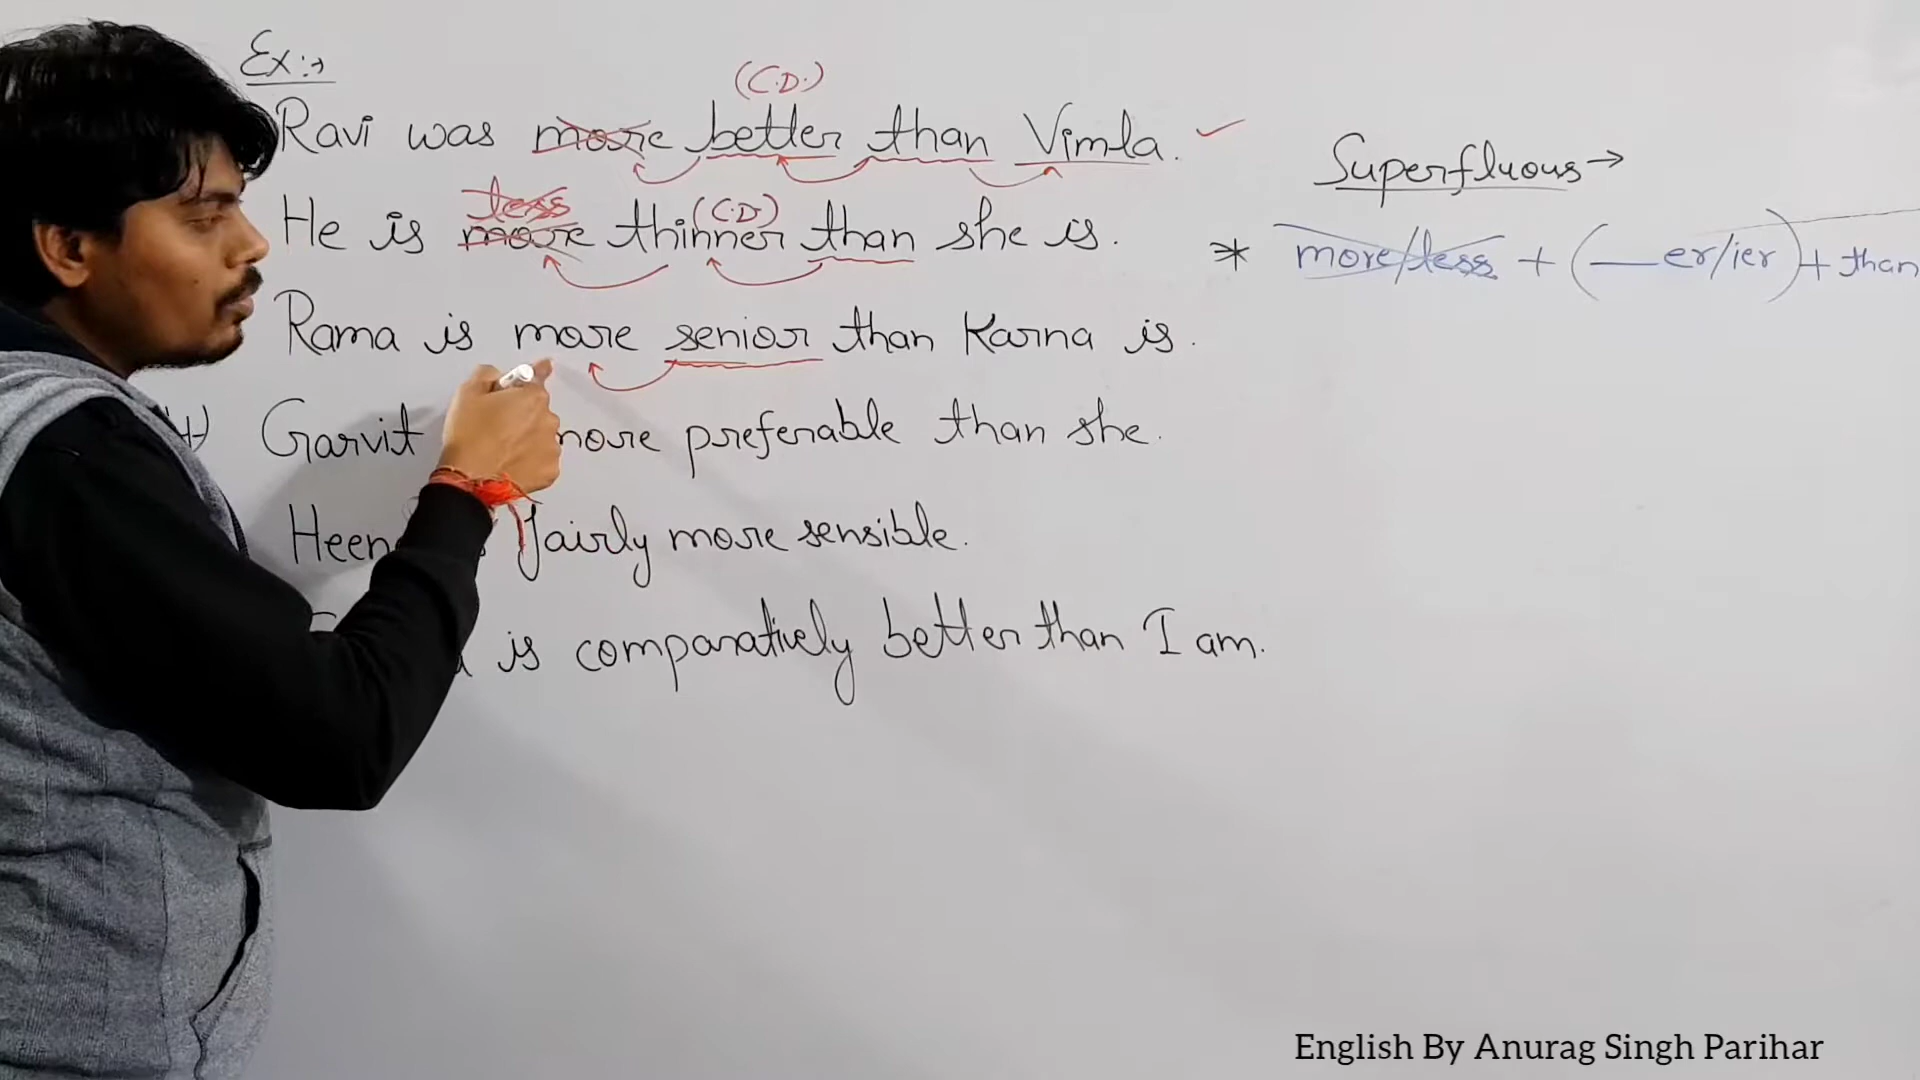 Ex:→
(C.D.)
Ravi was more better than Vimla. ✓
less
(C.D.)
He is more thinner than she is.
Rama is more senior than Karna is.
Garvit more preferable than she.
Heen fairly more sensible.
is comparatively better than I am.
Superfluous →
* more/less + (___er/ier) + than
English By Anurag Singh Parihar